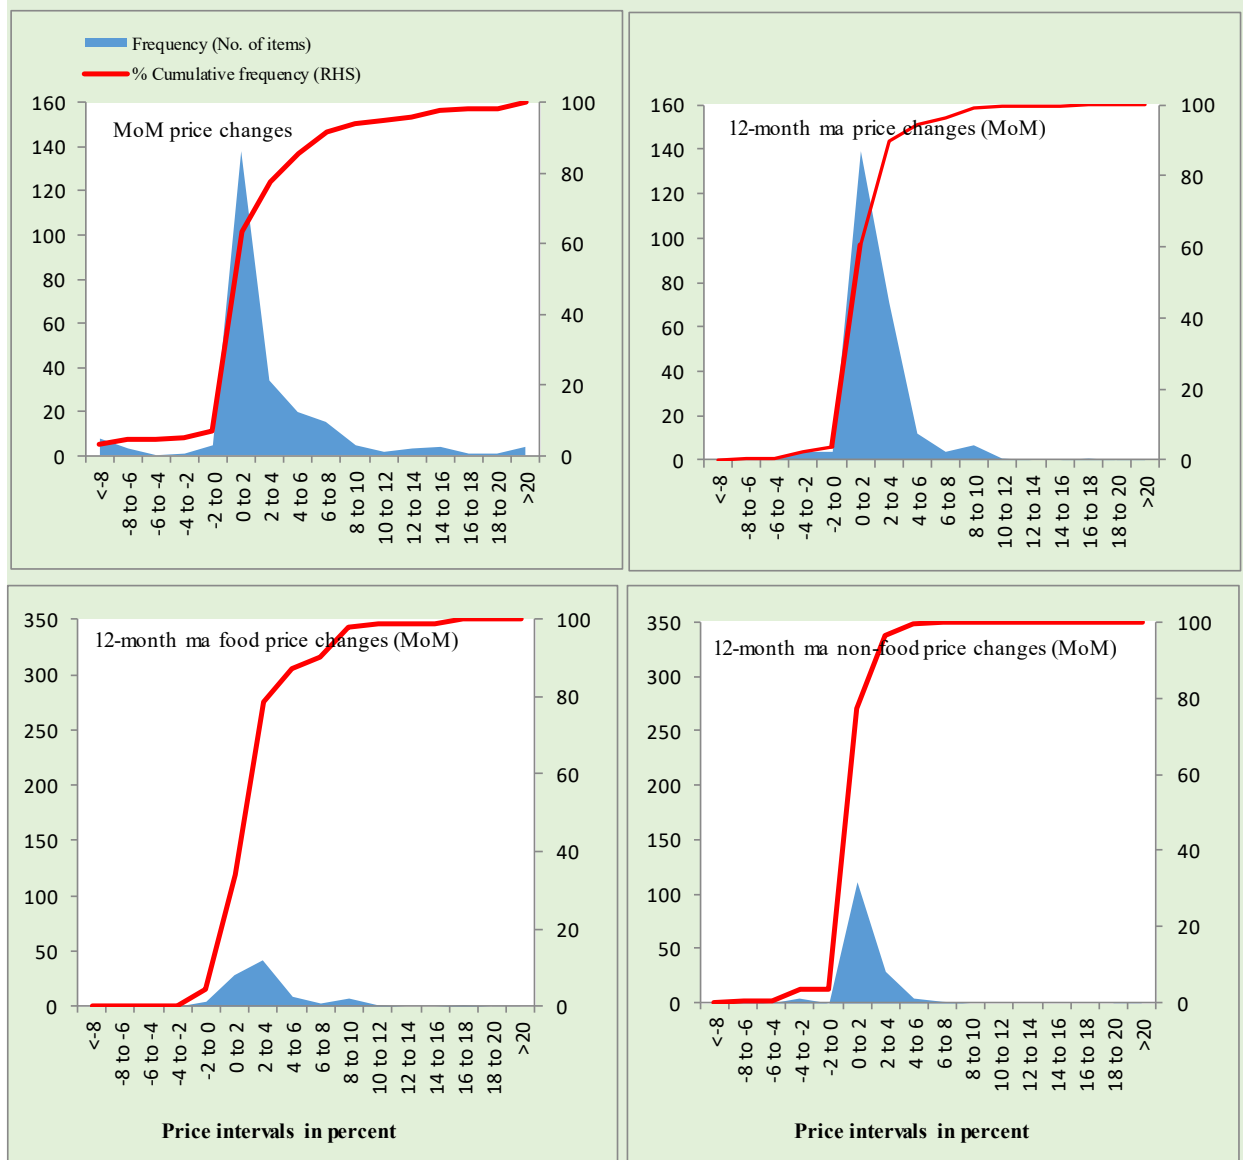 Frequency (No. of items)
% Cumulative frequency (RHS)
MoM price changes
160
140
120
100
80
60
40
20
0
100
80
60
40
20
0
<-8
-8 to -6
-6 to -4
-4 to -2
-2 to 0
0 to 2
2 to 4
4 to 6
6 to 8
8 to 10
10 to 12
12 to 14
14 to 16
16 to 18
18 to 20
>20
12-month ma price changes (MoM)
160
140
120
100
80
60
40
20
0
100
80
60
40
20
0
<-8
-8 to -6
-6 to -4
-4 to -2
-2 to 0
0 to 2
2 to 4
4 to 6
6 to 8
8 to 10
10 to 12
12 to 14
14 to 16
16 to 18
18 to 20
>20
12-month ma food price changes (MoM)
350
300
250
200
150
100
50
0
100
80
60
40
20
0
<-8
-8 to -6
-6 to -4
-4 to -2
-2 to 0
0 to 2
2 to 4
4 to 6
6 to 8
8 to 10
10 to 12
12 to 14
14 to 16
16 to 18
18 to 20
>20
Price intervals in percent
12-month ma non-food price changes (MoM)
350
300
250
200
150
100
50
0
100
80
60
40
20
0
<-8
-8 to -6
-6 to -4
-4 to -2
-2 to 0
0 to 2
2 to 4
4 to 6
6 to 8
8 to 10
10 to 12
12 to 14
14 to 16
16 to 18
18 to 20
>20
Price intervals in percent